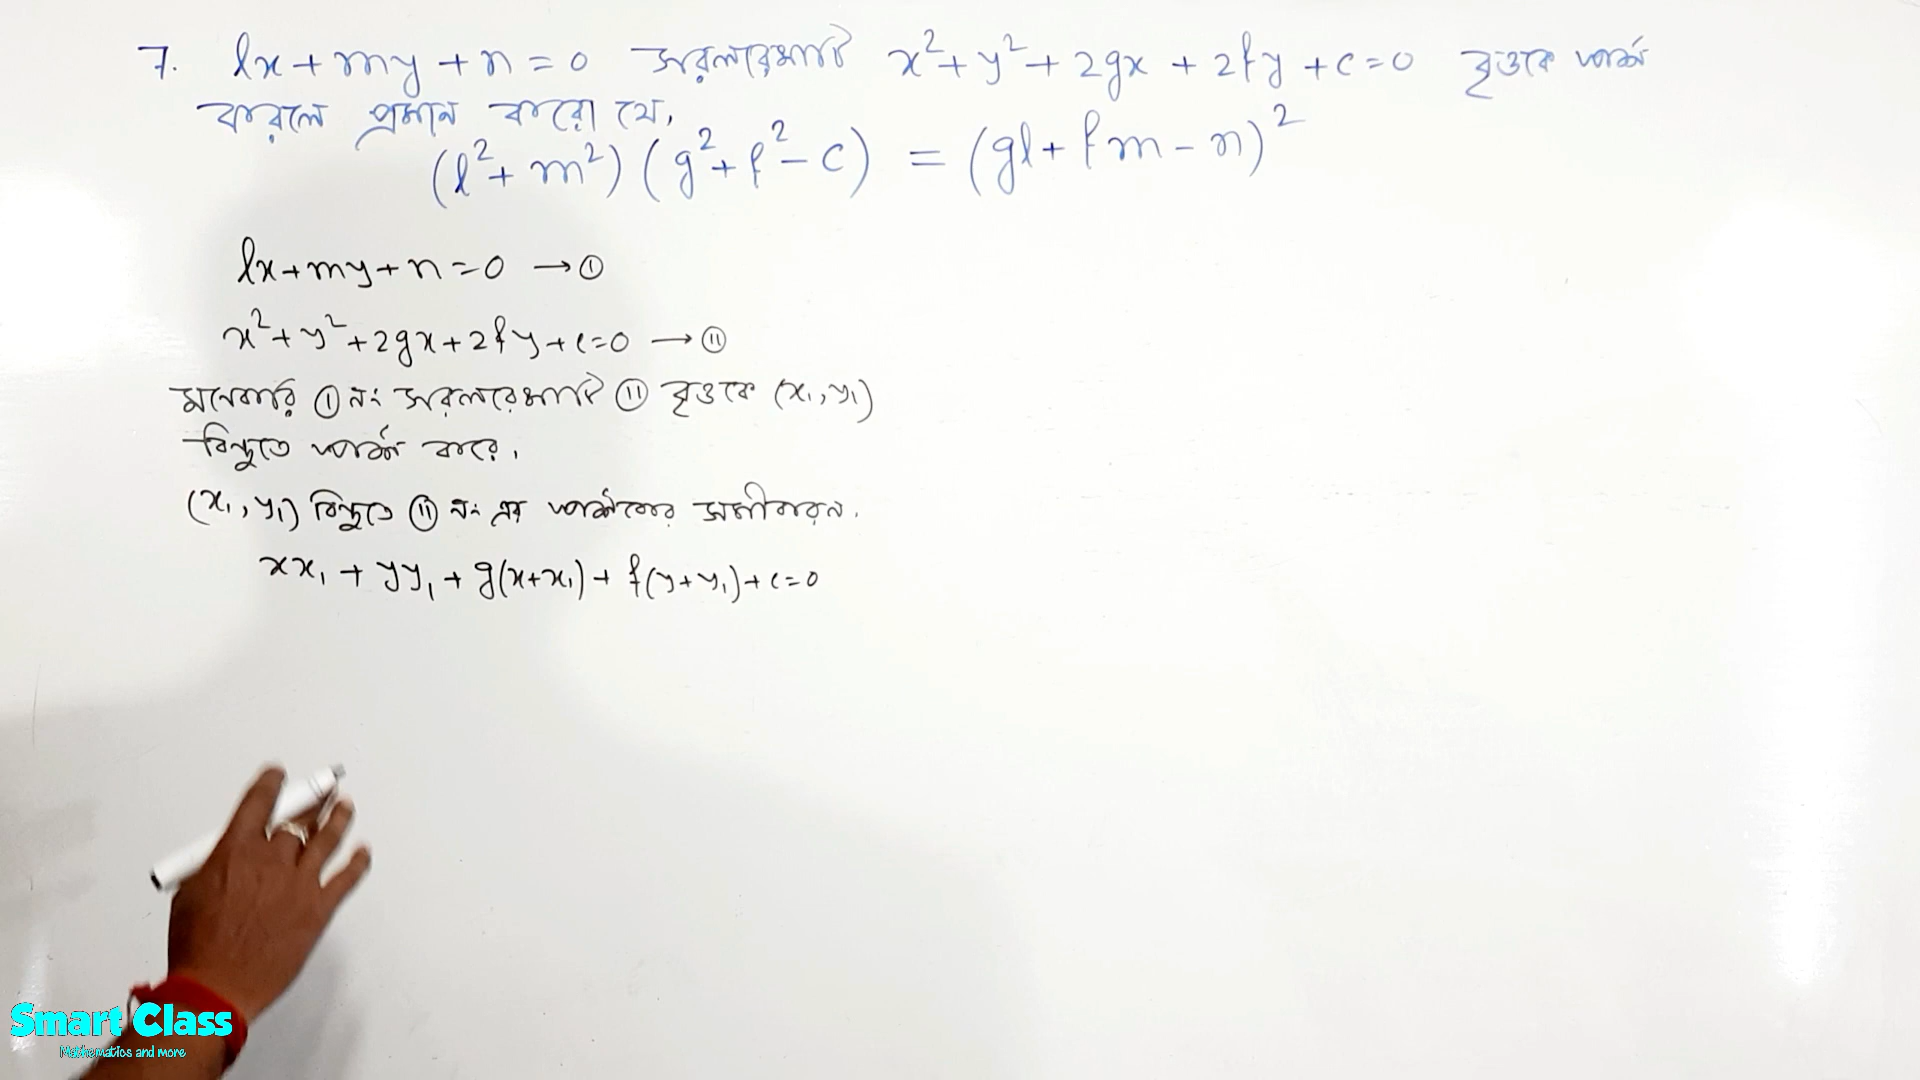 7. lx + my + n = 0 সরলরেখাটি x² + y² + 2gx + 2fy + c = 0 বৃত্তকে স্পর্শ
করলে প্রমান করো যে,
(l² + m²) (g² + f² - c) = (gl + fm - n)²
lx + my + n = 0 → ①
x² + y² + 2gx + 2fy + c = 0 → ⑪
মনেকরি ① নং সরলরেখাটি ⑪ বৃত্তকে (x₁, y₁)
বিন্দুতে স্পর্শ করে।
(x₁, y₁) বিন্দুতে ⑪ নং এর স্পর্শকের সমীকরন.
xx₁ + yy₁ + g(x+x₁) + f(y+y₁) + c = 0
Smart Class
Mathematics and more